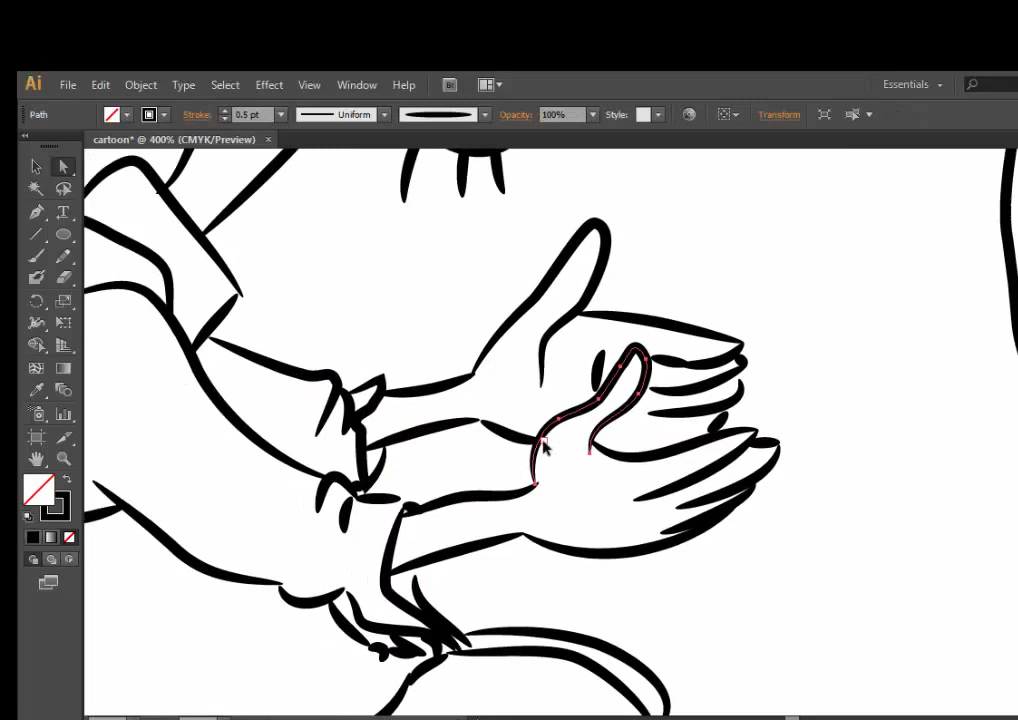 Ai File Edit Object Type Select Effect View Window Help Br Essentials
Path Stroke: 0.5 pt Uniform Opacity: 100% Style: Transform
cartoon* @ 400% (CMYK/Preview) ×
T